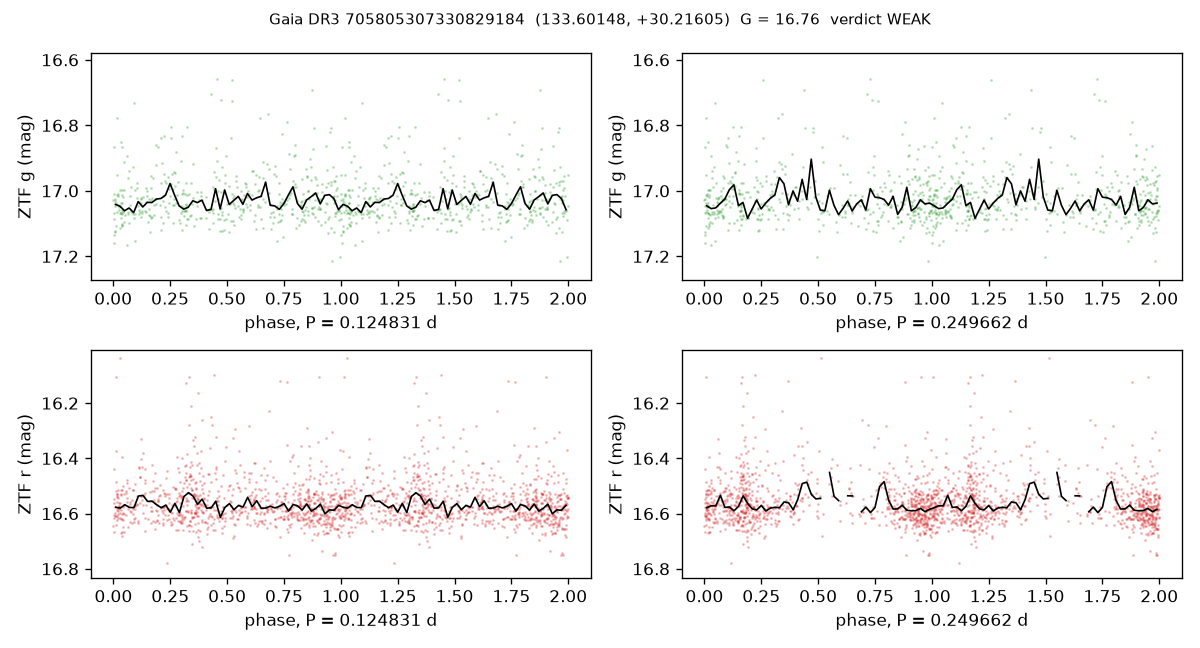 Gaia DR3 705805307330829184  (133.60148, +30.21605)  G = 16.76  verdict WEAK
ZTF g (mag)
16.6
16.8
17.0
17.2
0.00 0.25 0.50 0.75 1.00 1.25 1.50 1.75 2.00
phase, P = 0.124831 d
ZTF g (mag)
16.6
16.8
17.0
17.2
0.00 0.25 0.50 0.75 1.00 1.25 1.50 1.75 2.00
phase, P = 0.249662 d
ZTF r (mag)
16.2
16.4
16.6
16.8
0.00 0.25 0.50 0.75 1.00 1.25 1.50 1.75 2.00
phase, P = 0.124831 d
ZTF r (mag)
16.2
16.4
16.6
16.8
0.00 0.25 0.50 0.75 1.00 1.25 1.50 1.75 2.00
phase, P = 0.249662 d